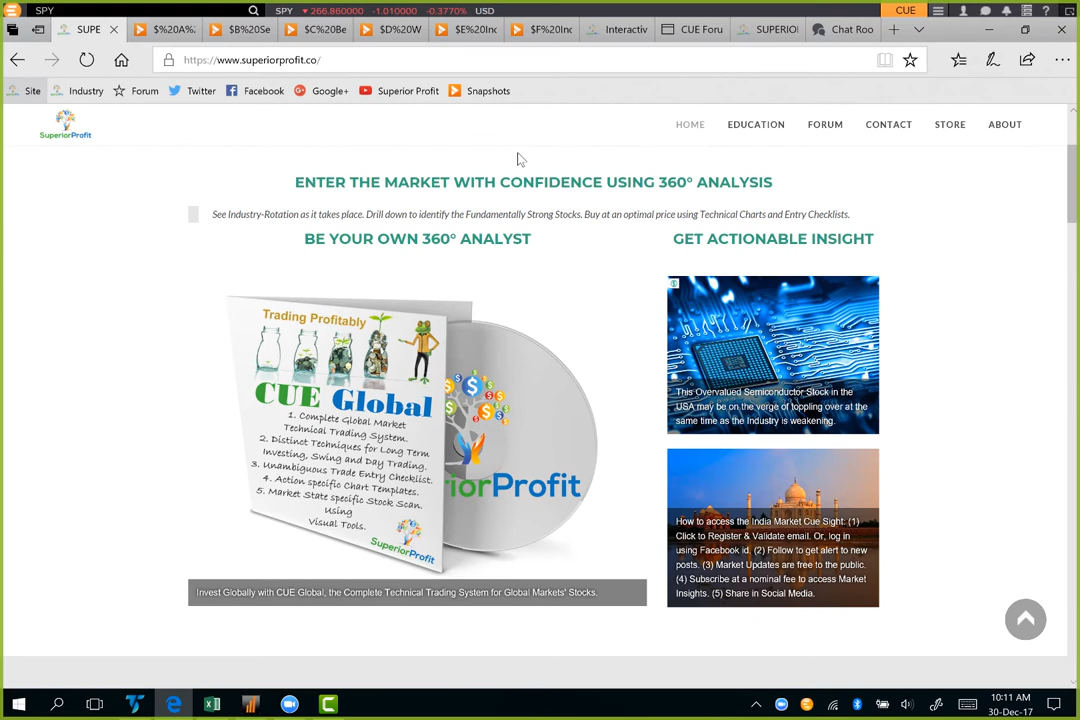 SPY
SPY ▼ 266.860000 -1.010000 -0.3770% USD
CUE
SUPE
$%20A%
$B%20Se
$C%20Be
$D%20W
$E%20Inc
$F%20Inc
Interactiv
CUE Foru
SUPERIO
Chat Roo
https://www.superiorprofit.co/
Site
Industry
Forum
Twitter
Facebook
Google+
Superior Profit
Snapshots
SuperiorProfit
HOME
EDUCATION
FORUM
CONTACT
STORE
ABOUT
ENTER THE MARKET WITH CONFIDENCE USING 360° ANALYSIS
See Industry-Rotation as it takes place. Drill down to identify the Fundamentally Strong Stocks. Buy at an optimal price using Technical Charts and Entry Checklists.
BE YOUR OWN 360° ANALYST
GET ACTIONABLE INSIGHT
Trading Profitably
CUE Global
1. Complete Global Market
Technical Trading System.
2. Distinct Techniques for Long Term
Investing, Swing and Day Trading.
3. Unambiguous Trade Entry Checklist.
4. Action specific Chart Templates.
5. Market State specific Stock Scan.
Using
Visual Tools.
SuperiorProfit
iorProfit
Invest Globally with CUE Global, the Complete Technical Trading System for Global Markets' Stocks.
This Overvalued Semiconductor Stock in the
USA may be on the verge of toppling over at the
same time as the Industry is weakening.
How to access the India Market Cue Sight: (1)
Click to Register & Validate email. Or, log in
using Facebook id. (2) Follow to get alert to new
posts. (3) Market Updates are free to the public.
(4) Subscribe at a nominal fee to access Market
Insights. (5) Share in Social Media.
10:11 AM
30-Dec-17